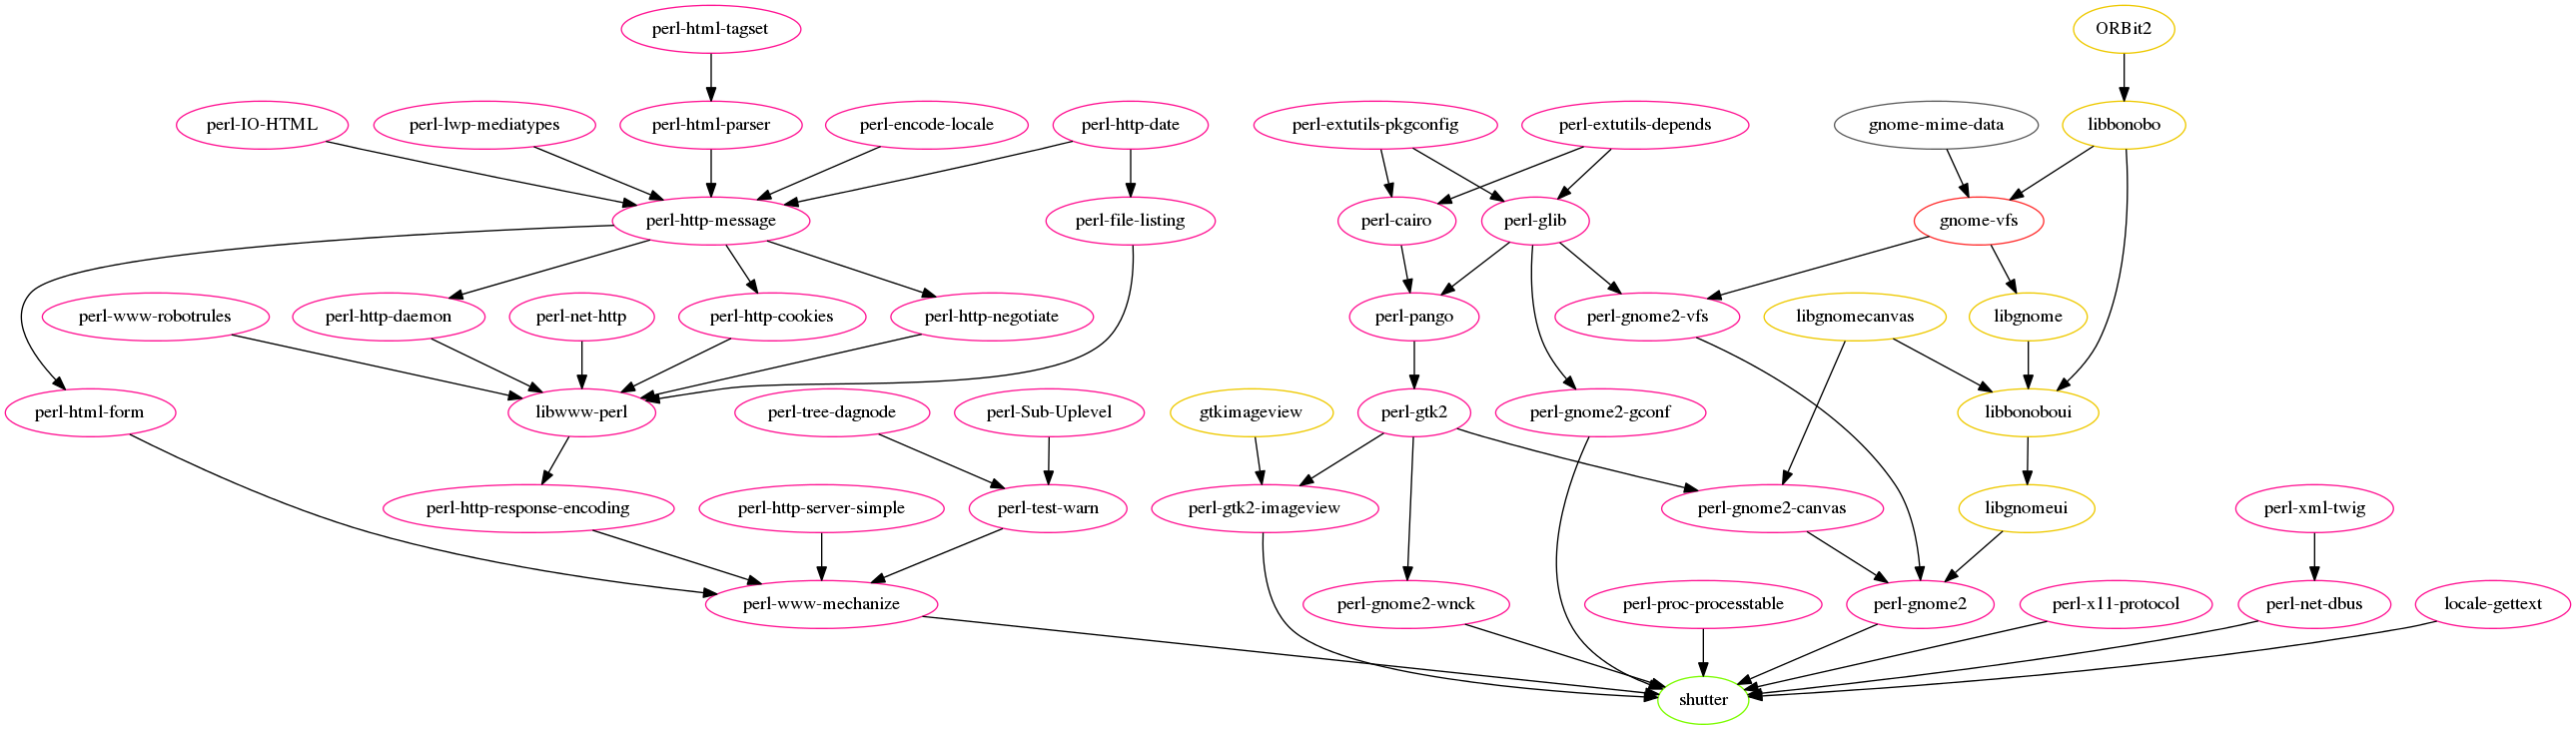 perl-html-tagset
ORBit2
perl-IO-HTML
perl-lwp-mediatypes
perl-html-parser
perl-encode-locale
perl-http-date
perl-extutils-pkgconfig
perl-extutils-depends
gnome-mime-data
libbonobo
perl-http-message
perl-file-listing
perl-cairo
perl-glib
gnome-vfs
perl-www-robotrules
perl-http-daemon
perl-net-http
perl-http-cookies
perl-http-negotiate
perl-pango
perl-gnome2-vfs
libgnomecanvas
libgnome
perl-html-form
libwww-perl
perl-tree-dagnode
perl-Sub-Uplevel
gtkimageview
perl-gtk2
perl-gnome2-gconf
libbonoboui
perl-http-response-encoding
perl-http-server-simple
perl-test-warn
perl-gtk2-imageview
perl-gnome2-canvas
libgnomeui
perl-xml-twig
perl-www-mechanize
perl-gnome2-wnck
perl-proc-processtable
perl-gnome2
perl-x11-protocol
perl-net-dbus
locale-gettext
shutter